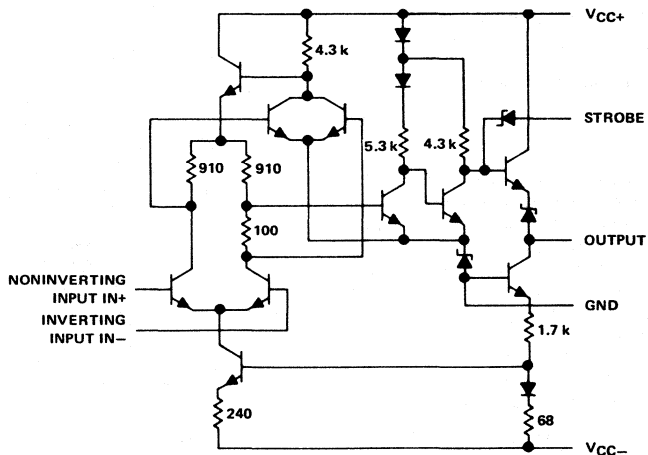 VCC+
4.3 k
STROBE
5.3 k
4.3 k
910
910
100
OUTPUT
NONINVERTING
INPUT IN+
GND
INVERTING
INPUT IN−
1.7 k
240
68
VCC−